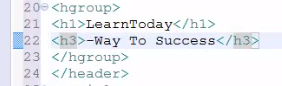 20 <hgroup>
21 <h1>LearnToday</h1>
22 <h3>-Way To Success</h3>
23 </hgroup>
24 </header>